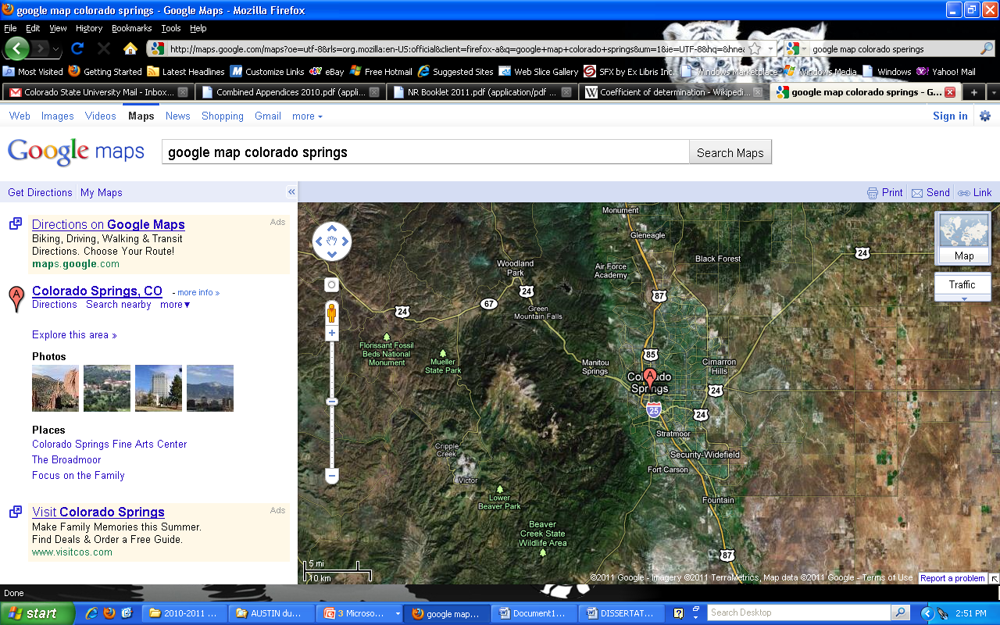 google map colorado springs - Google Maps - Mozilla Firefox
File Edit View History Bookmarks Tools Help
http://maps.google.com/maps?oe=utf-8&rls=org.mozilla:en-US:official&client=firefox-a&q=google+map+colorado+springs&um=1&ie=UTF-8&hq=&hnea
google map colorado sperings
Most Visited Getting Started Latest Headlines Customize Links eBay Free Hotmail Suggested Sites Web Slice Gallery SFX by Ex Libris Inc. Windows Marketplace Windows Media Windows Yahoo! Mail
Colorado State University Mail - Inbox... Combined Appendices 2010.pdf (appli... NR Booklet 2011.pdf (application/pdf ... Coefficient of determination - Wikipedi... google map colorado springs - G...
Web Images Videos Maps News Shopping Gmail more
Sign in
Google maps
google map colorado springs
Search Maps
Get Directions My Maps «
Print Send Link
Directions on Google Maps
Ads
Biking, Driving, Walking & Transit
Directions. Choose Your Route!
maps.google.com
A
Colorado Springs, CO - more info »
Directions Search nearby more▼
Explore this area »
Photos
Places
Colorado Springs Fine Arts Center
The Broadmoor
Focus on the Family
Visit Colorado Springs
Ads
Make Family Memories this Summer.
Find Deals & Order a Free Guide.
www.visitcos.com
Monument
Gleneagle
Black Forest
24
Map
Traffic
Woodland
Park
Air Force
Academy
24
87
67
24
Green
Mountain Falls
Florissant Fossil
Beds National
Monument
Mueller
State Park
85
Manitou
Springs
Cimarron
Hills
A
Colorado
Springs
24
25
24
Stratmoor
Cripple
Creek
Security-Widefield
Fort Carson
Victor
Lower
Beaver Park
Fountain
Beaver
Creek State
Wildlife Area
87
5 mi
10 km
©2011 Google - Imagery ©2011 TerraMetrics, Map data ©2011 Google - Terms of Use
Report a problem
Done
start
2010-2011 ... AUSTIN du... 3 Microso... google map... Document1... DISSERTAT...
Search Desktop
2:51 PM